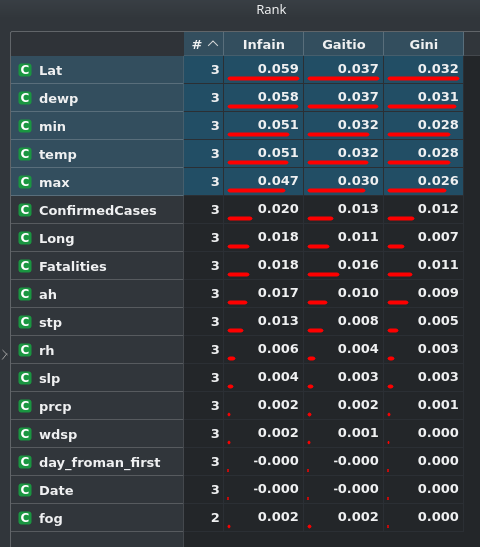 Rank
# Infain Gaitio Gini
C Lat 3 0.059 0.037 0.032
C dewp 3 0.058 0.037 0.031
C min 3 0.051 0.032 0.028
C temp 3 0.051 0.032 0.028
C max 3 0.047 0.030 0.026
C ConfirmedCases 3 0.020 0.013 0.012
C Long 3 0.018 0.011 0.007
C Fatalities 3 0.018 0.016 0.011
C ah 3 0.017 0.010 0.009
C stp 3 0.013 0.008 0.005
C rh 3 0.006 0.004 0.003
C slp 3 0.004 0.003 0.003
C prcp 3 0.002 0.002 0.001
C wdsp 3 0.002 0.001 0.000
C day_froman_first 3 -0.000 -0.000 0.000
C Date 3 -0.000 -0.000 0.000
C fog 2 0.002 0.002 0.000